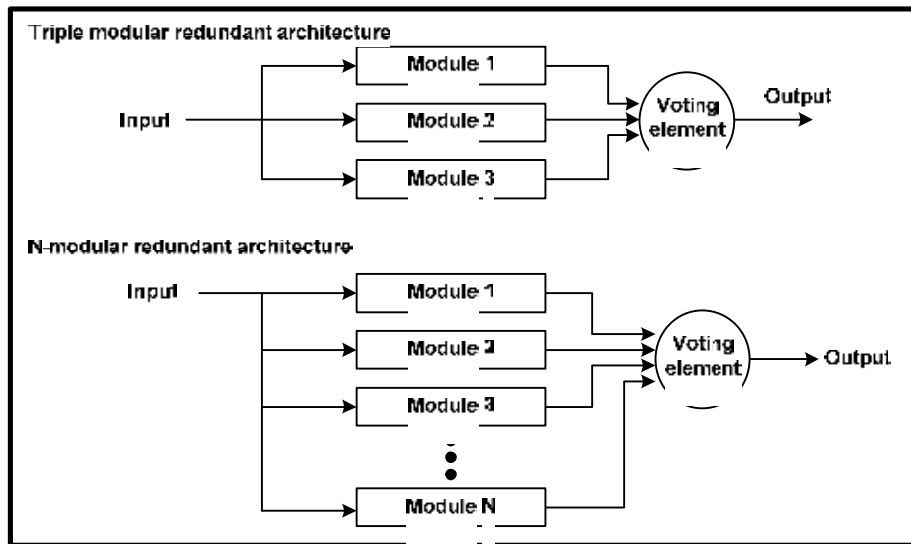 Triple modular redundant architecture
Module 1
Input
Module 2
Module 3
Voting
element
Output
N-modular redundant architecture
Input
Module 1
Module 2
Module 3
Module N
Voting
element
Output